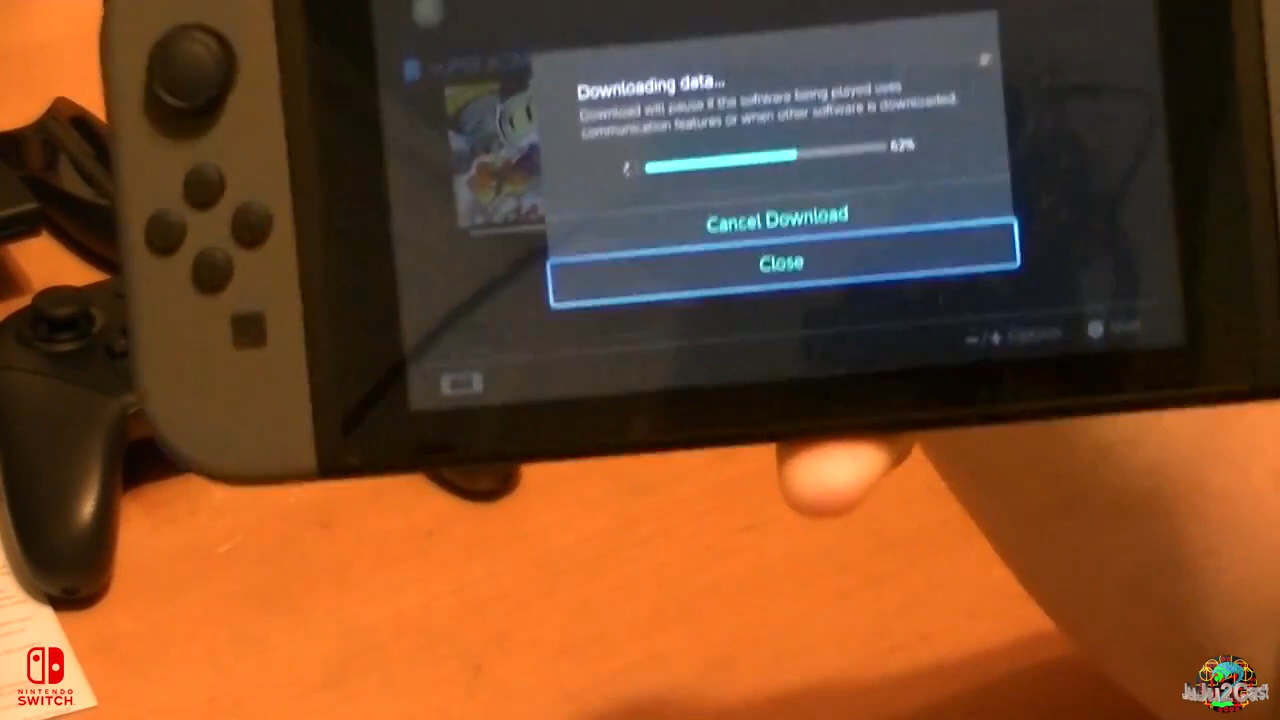 Downloading data...
Download will pause if the software being played uses
communication features or when other software is downloaded.
62%
Cancel Download
Close
NINTENDO
SWITCH
JuJu2Cast